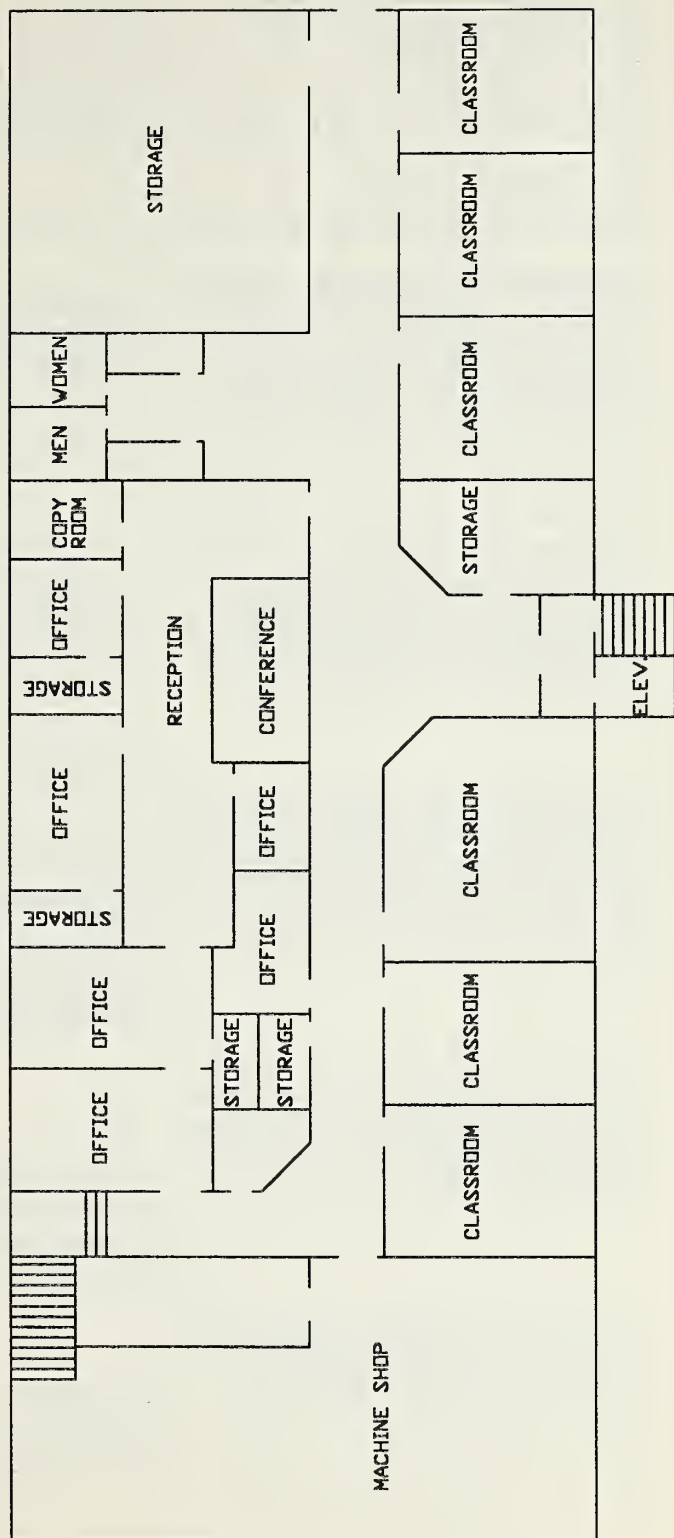 STORAGE
CLASSROOM
CLASSROOM
WOMEN
MEN
CLASSROOM
COPY
ROOM
STORAGE
OFFICE
STORAGE
RECEPTION
CONFERENCE
ELEV.
OFFICE
OFFICE
CLASSROOM
STORAGE
OFFICE
OFFICE
STORAGE
STORAGE
CLASSROOM
OFFICE
CLASSROOM
MACHINE SHOP